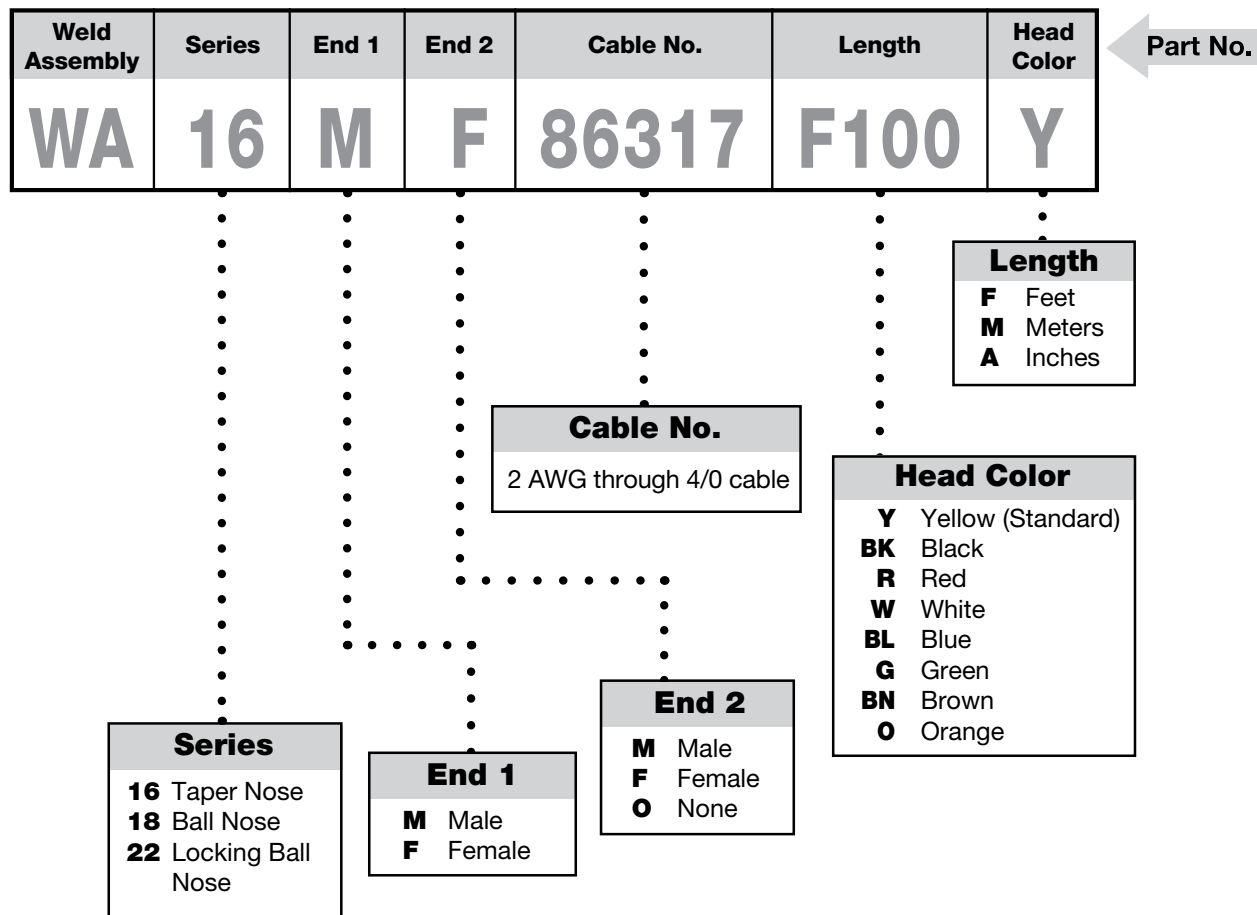 Weld Assembly Series End 1 End 2 Cable No. Length Head Color Part No.
WA 16 M F 86317 F100 Y
Length
F Feet
M Meters
A Inches
Cable No.
2 AWG through 4/0 cable
Head Color
Y Yellow (Standard)
BK Black
R Red
W White
BL Blue
G Green
BN Brown
O Orange
End 2
M Male
F Female
O None
Series
16 Taper Nose
18 Ball Nose
22 Locking Ball
Nose
End 1
M Male
F Female